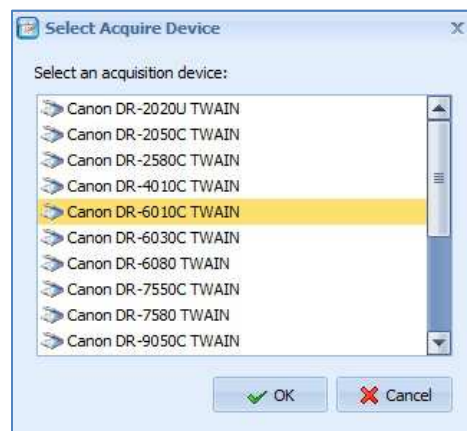 Select Acquire Device
Select an acquisition device:
Canon DR-2020U TWAIN
Canon DR-2050C TWAIN
Canon DR-2580C TWAIN
Canon DR-4010C TWAIN
Canon DR-6010C TWAIN
Canon DR-6030C TWAIN
Canon DR-6080 TWAIN
Canon DR-7550C TWAIN
Canon DR-7580 TWAIN
Canon DR-9050C TWAIN
OK Cancel